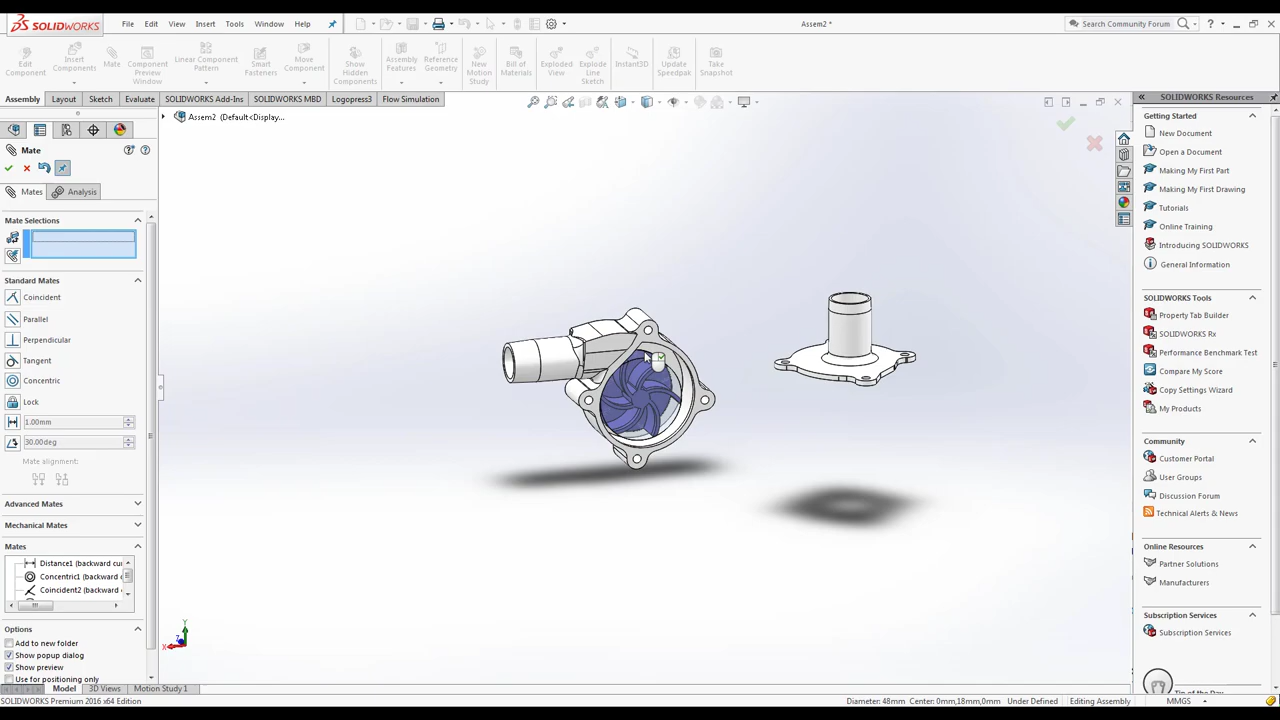 SOLIDWORKS
File Edit View Insert Tools Window Help
Assem2 *
Search Community Forum
Edit Component
Insert Components
Mate
Component Preview Window
Linear Component Pattern
Smart Fasteners
Move Component
Show Hidden Components
Assembly Features
Reference Geometry
New Motion Study
Bill of Materials
Exploded View
Explode Line Sketch
Instant3D
Update Speedpak
Take Snapshot
Assembly Layout Sketch Evaluate SOLIDWORKS Add-Ins SOLIDWORKS MBD Logopress3 Flow Simulation
Assem2 (Default<Display...
Mate
Mates Analysis
Mate Selections
Standard Mates
Coincident
Parallel
Perpendicular
Tangent
Concentric
Lock
1.00mm
30.00deg
Mate alignment:
Advanced Mates
Mechanical Mates
Mates
Distance1 (backward cu
Concentric1 (backward
Coincident2 (backward
Options
Add to new folder
Show popup dialog
Show preview
Use for positioning only
Y
X
Z
SOLIDWORKS Resources
Getting Started
New Document
Open a Document
Making My First Part
Making My First Drawing
Tutorials
Online Training
Introducing SOLIDWORKS
General Information
SOLIDWORKS Tools
Property Tab Builder
SOLIDWORKS Rx
Performance Benchmark Test
Compare My Score
Copy Settings Wizard
My Products
Community
Customer Portal
User Groups
Discussion Forum
Technical Alerts & News
Online Resources
Partner Solutions
Manufacturers
Subscription Services
Subscription Services
Tip of the Day
Model 3D Views Motion Study 1
SOLIDWORKS Premium 2016 x64 Edition
Diameter: 48mm Center: 0mm,18mm,0mm Under Defined Editing Assembly MMGS